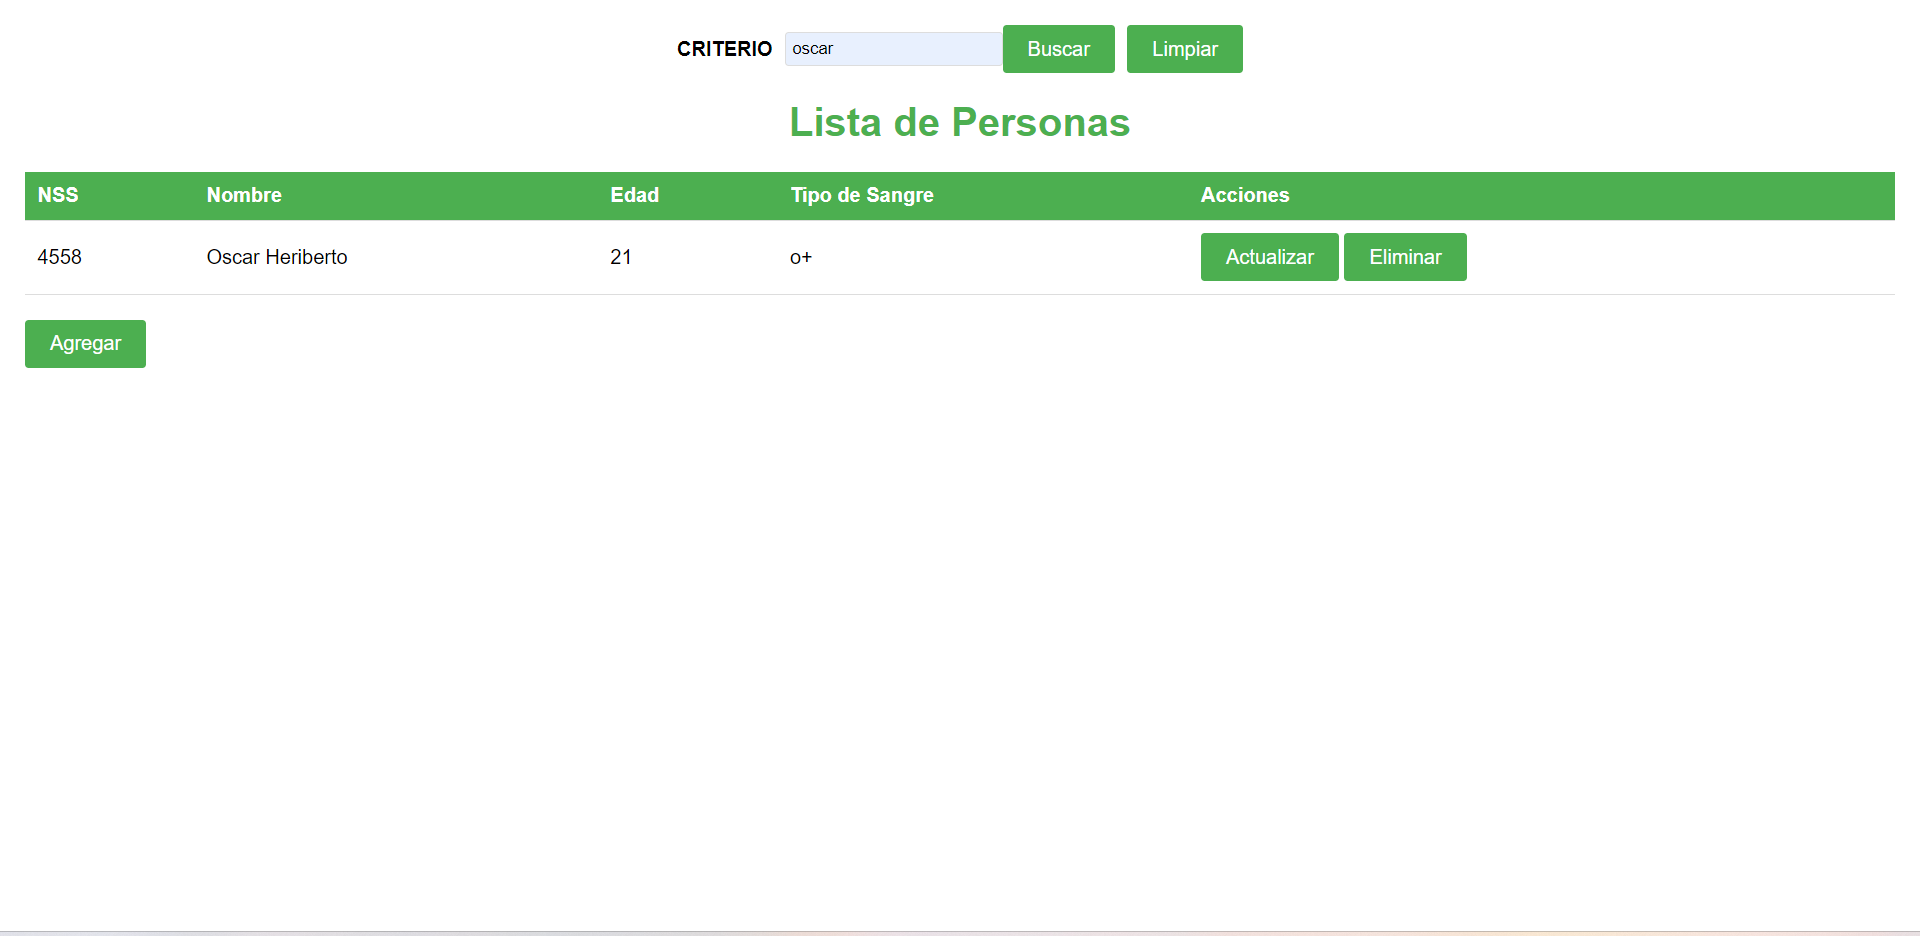 CRITERIO oscar Buscar Limpiar
Lista de Personas
NSS Nombre Edad Tipo de Sangre Acciones
4558 Oscar Heriberto 21 o+ Actualizar Eliminar
Agregar